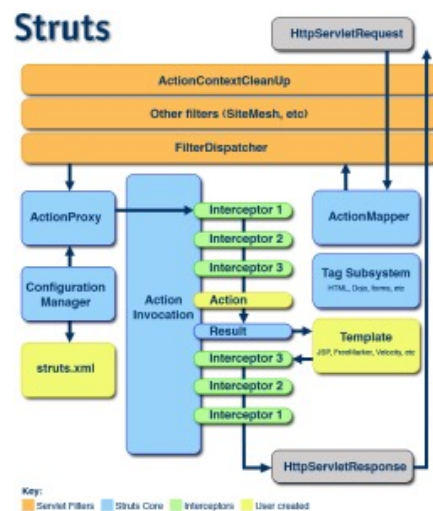 Struts
HttpServletRequest
ActionContextCleanUp
Other filters (SiteMesh, etc)
FilterDispatcher
ActionProxy
Interceptor 1
ActionMapper
Interceptor 2
Interceptor 3
Tag Subsystem
HTML, Dojo, forms, etc
Configuration
Manager
Action
Invocation
Action
Result
Template
JSP, FreeMarker, Velocity, etc
struts.xml
Interceptor 3
Interceptor 2
Interceptor 1
HttpServletResponse
Key:
Servlet Filters
Struts Core
Interceptors
User created